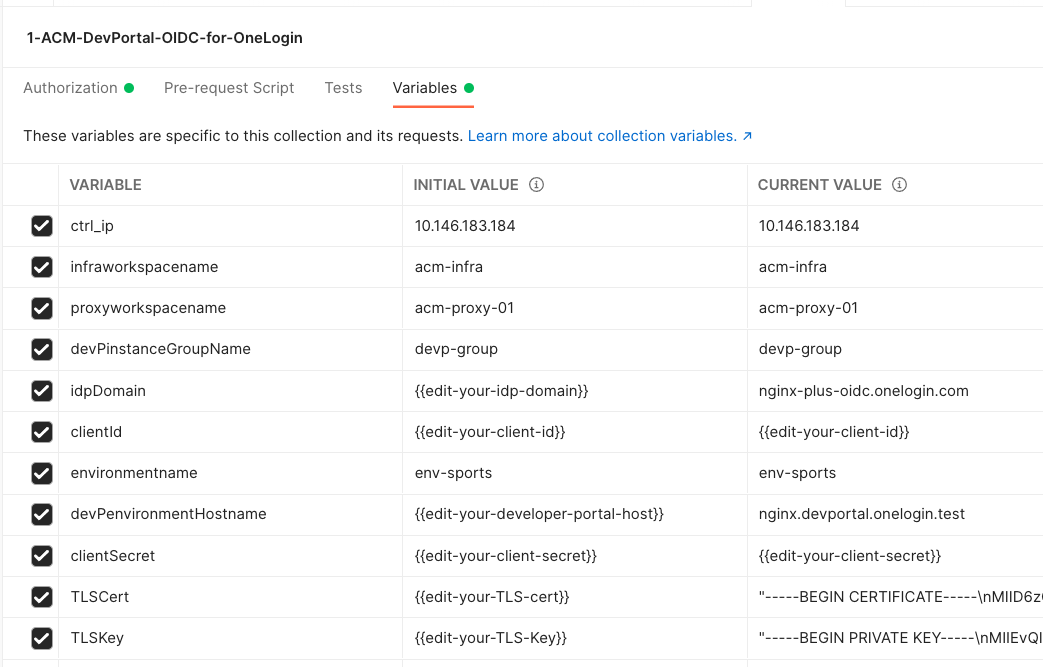 1-ACM-DevPortal-OIDC-for-OneLogin
Authorization Pre-request Script Tests Variables
These variables are specific to this collection and its requests. Learn more about collection variables. ↗
VARIABLE INITIAL VALUE CURRENT VALUE
ctrl_ip 10.146.183.184 10.146.183.184
infraworkspacename acm-infra acm-infra
proxyworkspacename acm-proxy-01 acm-proxy-01
devPinstanceGroupName devp-group devp-group
idpDomain {{edit-your-idp-domain}} nginx-plus-oidc.onelogin.com
clientId {{edit-your-client-id}} {{edit-your-client-id}}
environmentname env-sports env-sports
devPenvironmentHostname {{edit-your-developer-portal-host}} nginx.devportal.onelogin.test
clientSecret {{edit-your-client-secret}} {{edit-your-client-secret}}
TLSCert {{edit-your-TLS-cert}} "-----BEGIN CERTIFICATE-----\nMIID6z
TLSKey {{edit-your-TLS-Key}} "-----BEGIN PRIVATE KEY-----\nMIIEvQI